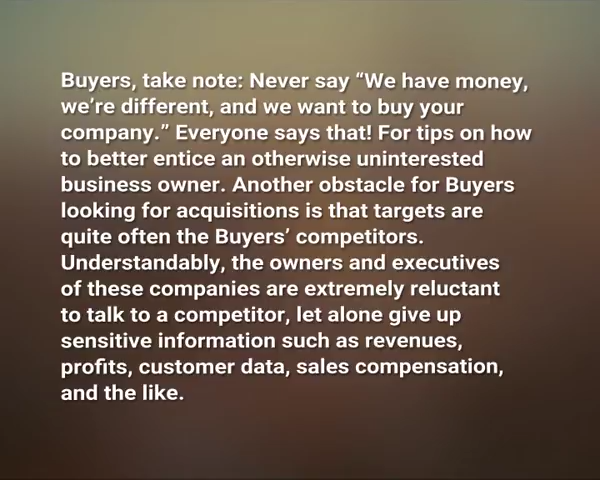 Buyers, take note: Never say “We have money,
we’re different, and we want to buy your
company.” Everyone says that! For tips on how
to better entice an otherwise uninterested
business owner. Another obstacle for Buyers
looking for acquisitions is that targets are
quite often the Buyers’ competitors.
Understandably, the owners and executives
of these companies are extremely reluctant
to talk to a competitor, let alone give up
sensitive information such as revenues,
profits, customer data, sales compensation,
and the like.